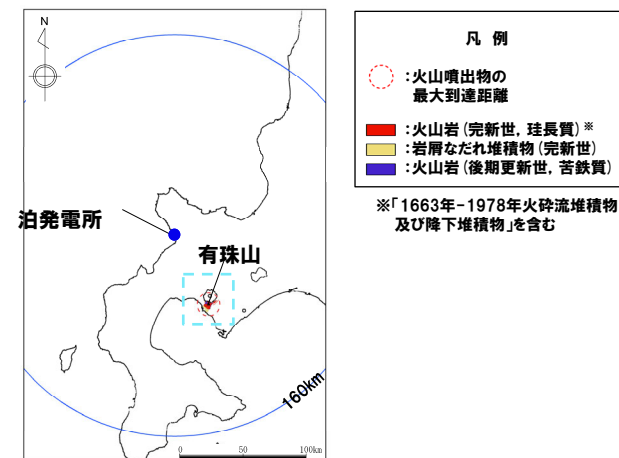 N
泊発電所
有珠山
160km
0 50 100km
凡 例
:火山噴出物の
最大到達距離
:火山岩(完新世,珪長質)※
:岩屑なだれ堆積物(完新世)
:火山岩(後期更新世,苦鉄質)
※「1663年-1978年火砕流堆積物
及び降下堆積物」を含む